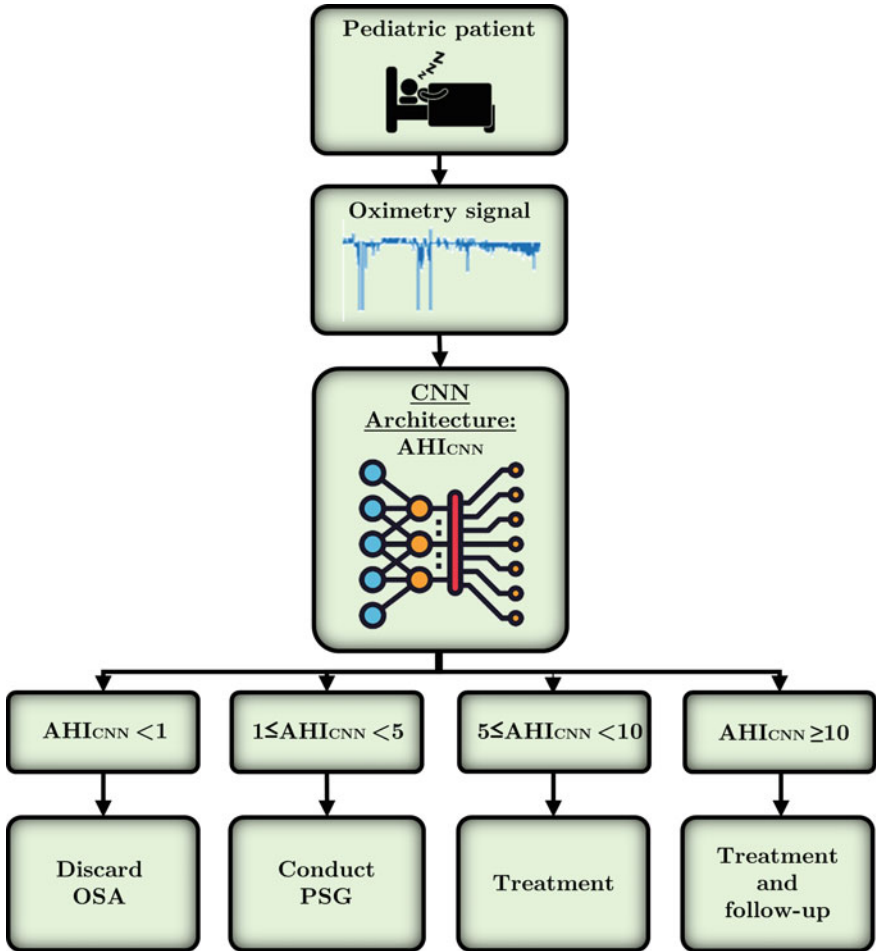 Pediatric patient
z z z z
Oximetry signal
CNN
Architecture:
AHICNN
AHICNN <1
1≤AHICNN <5
5≤AHICNN <10
AHICNN ≥10
Discard
OSA
Conduct
PSG
Treatment
Treatment
and
follow-up